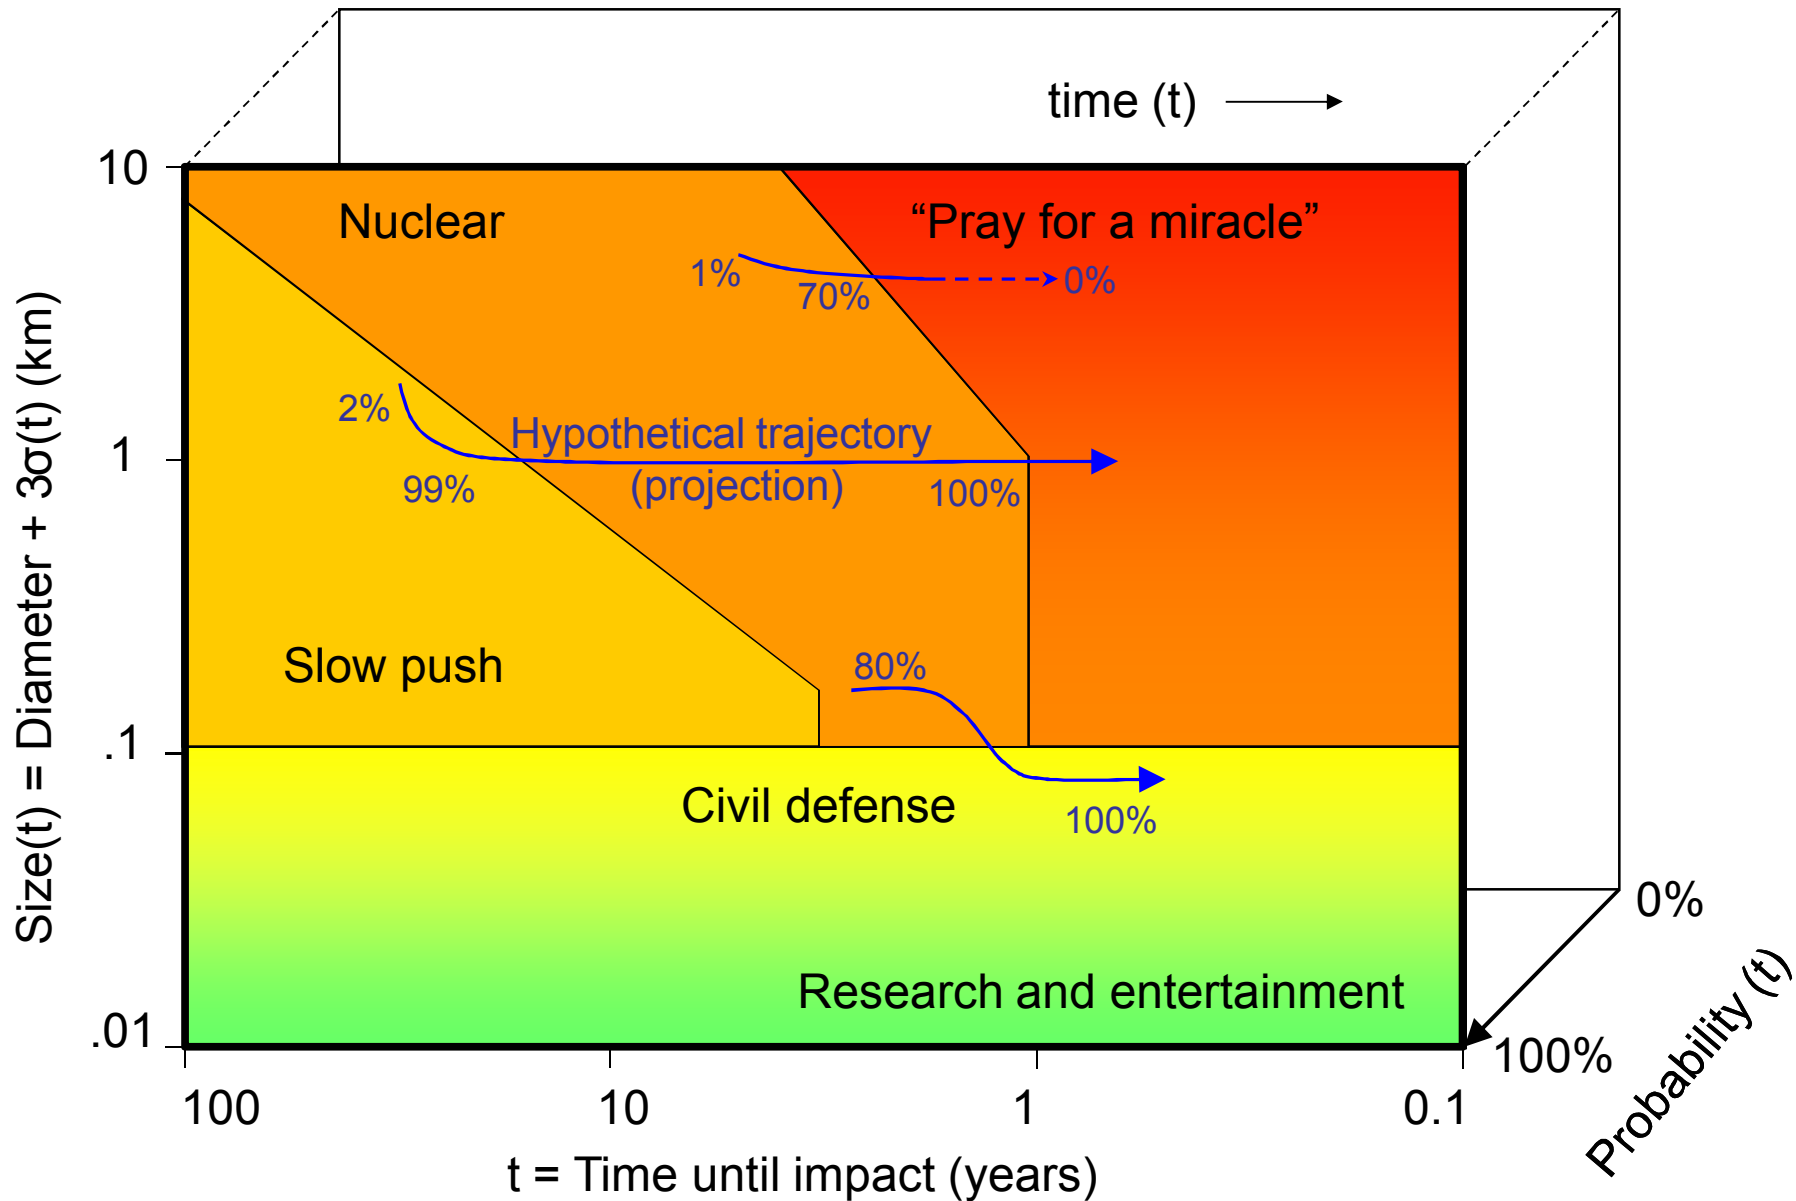 time (t)
10
Nuclear
“Pray for a miracle”
1%
70%
0%
2%
Hypothetical trajectory
1
99%
(projection)
100%
Slow push
80%
.1
Civil defense
100%
0%
Research and entertainment
.01
100%
100
10
1
0.1
t = Time until impact (years)
Size(t) = Diameter + 3σ(t) (km)
Probability (t)